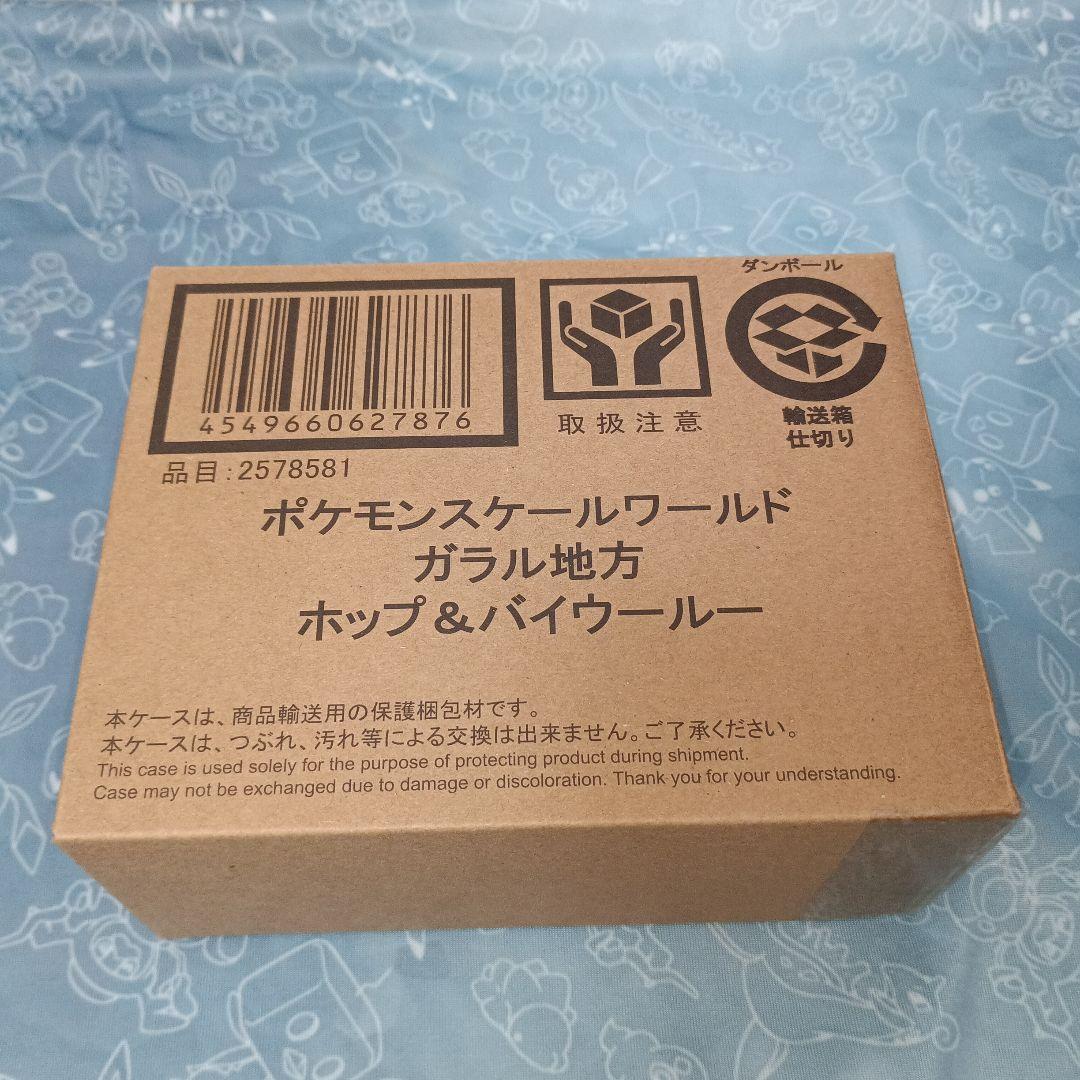 ダンボール
4549660627876
取扱注意
輸送箱
仕切り
品目:2578581
ポケモンスケールワールド
ガラル地方
ホップ&バイウールー
本ケースは、商品輸送用の保護梱包材です。
本ケースは、つぶれ、汚れ等による交換は出来ません。ご了承ください。
This case is used solely for the purpose of protecting product during shipment.
Case may not be exchanged due to damage or discoloration. Thank you for your understanding.